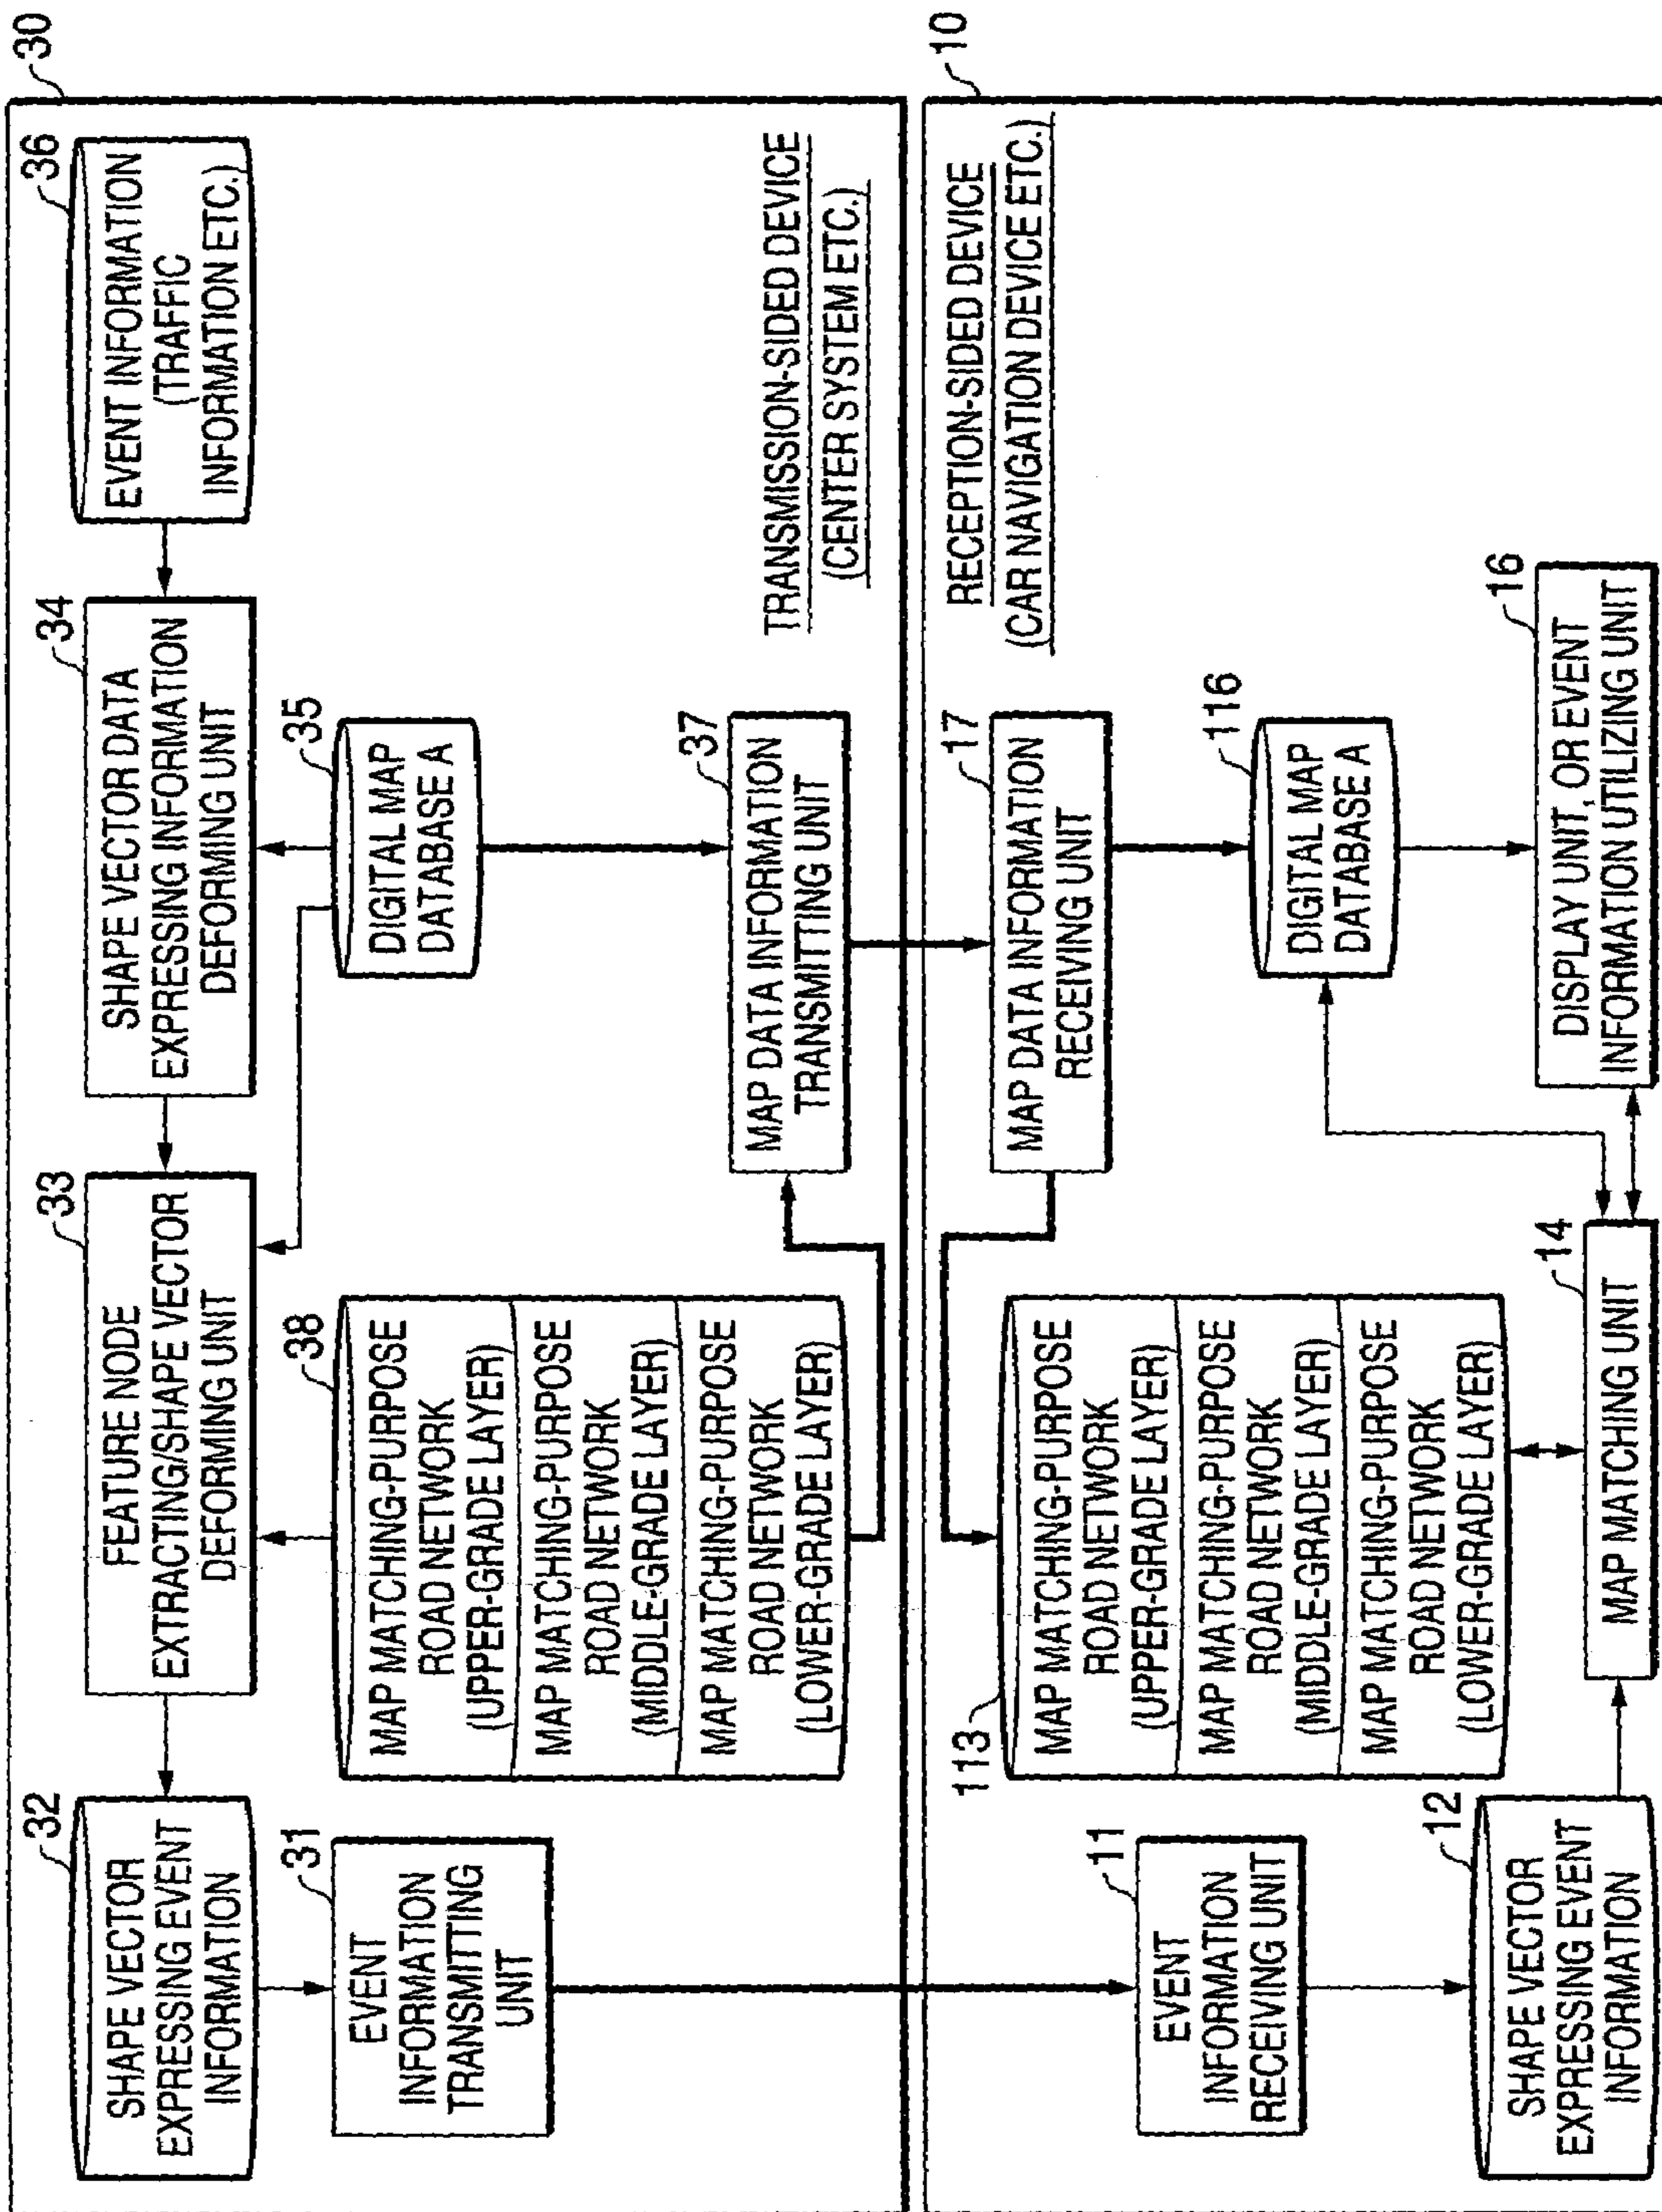 30
32
SHAPE VECTOR
EXPRESSING EVENT
INFORMATION
33
FEATURE NODE
EXTRACTING/SHAPE VECTOR
DEFORMING UNIT
34
SHAPE VECTOR DATA
EXPRESSING INFORMATION
DEFORMING UNIT
36
EVENT INFORMATION
(TRAFFIC
INFORMATION ETC.)
31
EVENT
INFORMATION
TRANSMITTING
UNIT
38
MAP MATCHING-PURPOSE
ROAD NETWORK
(UPPER-GRADE LAYER)
MAP MATCHING-PURPOSE
ROAD NETWORK
(MIDDLE-GRADE LAYER)
MAP MATCHING-PURPOSE
ROAD NETWORK
(LOWER-GRADE LAYER)
35
DIGITAL MAP
DATABASE A
37
MAP DATA INFORMATION
TRANSMITTING UNIT
TRANSMISSION-SIDED DEVICE
(CENTER SYSTEM ETC.)
10
RECEPTION-SIDED DEVICE
(CAR NAVIGATION DEVICE ETC.)
17
MAP DATA INFORMATION
RECEIVING UNIT
113
MAP MATCHING-PURPOSE
ROAD NETWORK
(UPPER-GRADE LAYER)
MAP MATCHING-PURPOSE
ROAD NETWORK
(MIDDLE-GRADE LAYER)
MAP MATCHING-PURPOSE
ROAD NETWORK
(LOWER-GRADE LAYER)
11
EVENT
INFORMATION
RECEIVING UNIT
116
DIGITAL MAP
DATABASE A
12
SHAPE VECTOR
EXPRESSING EVENT
INFORMATION
14
MAP MATCHING UNIT
16
DISPLAY UNIT, OR EVENT
INFORMATION UTILIZING UNIT